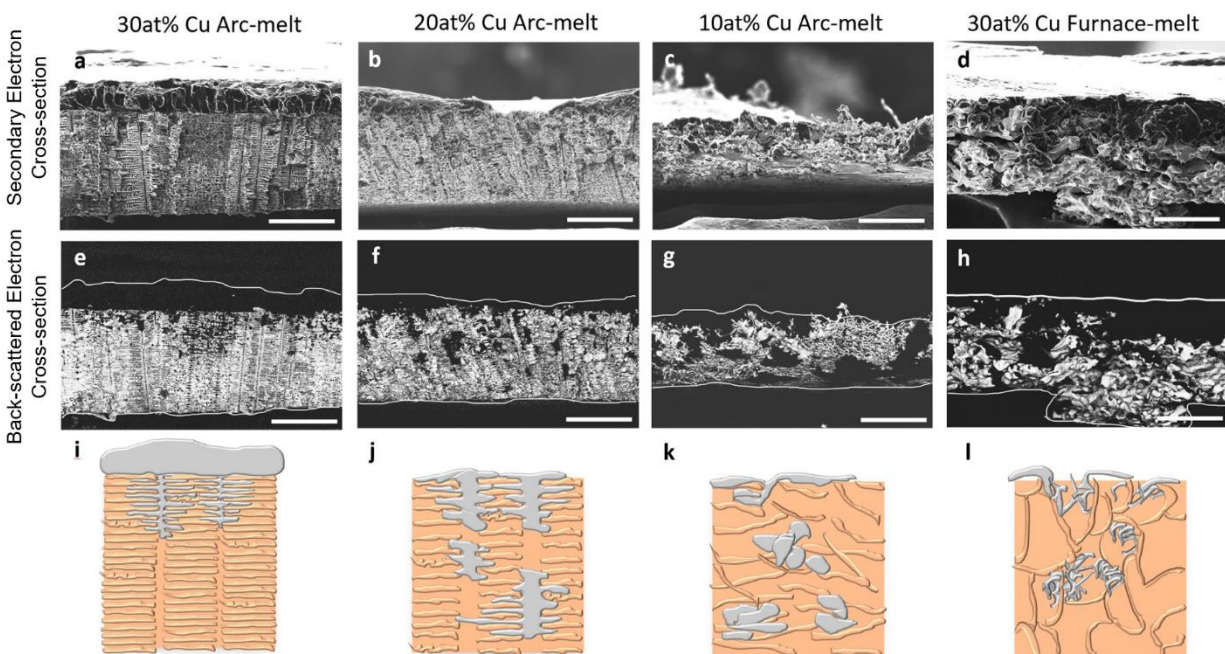 30at% Cu Arc-melt
20at% Cu Arc-melt
10at% Cu Arc-melt
30at% Cu Furnace-melt
Secondary Electron
Cross-section
a
b
c
d
Back-scattered Electron
Cross-section
e
f
g
h
i
j
k
l